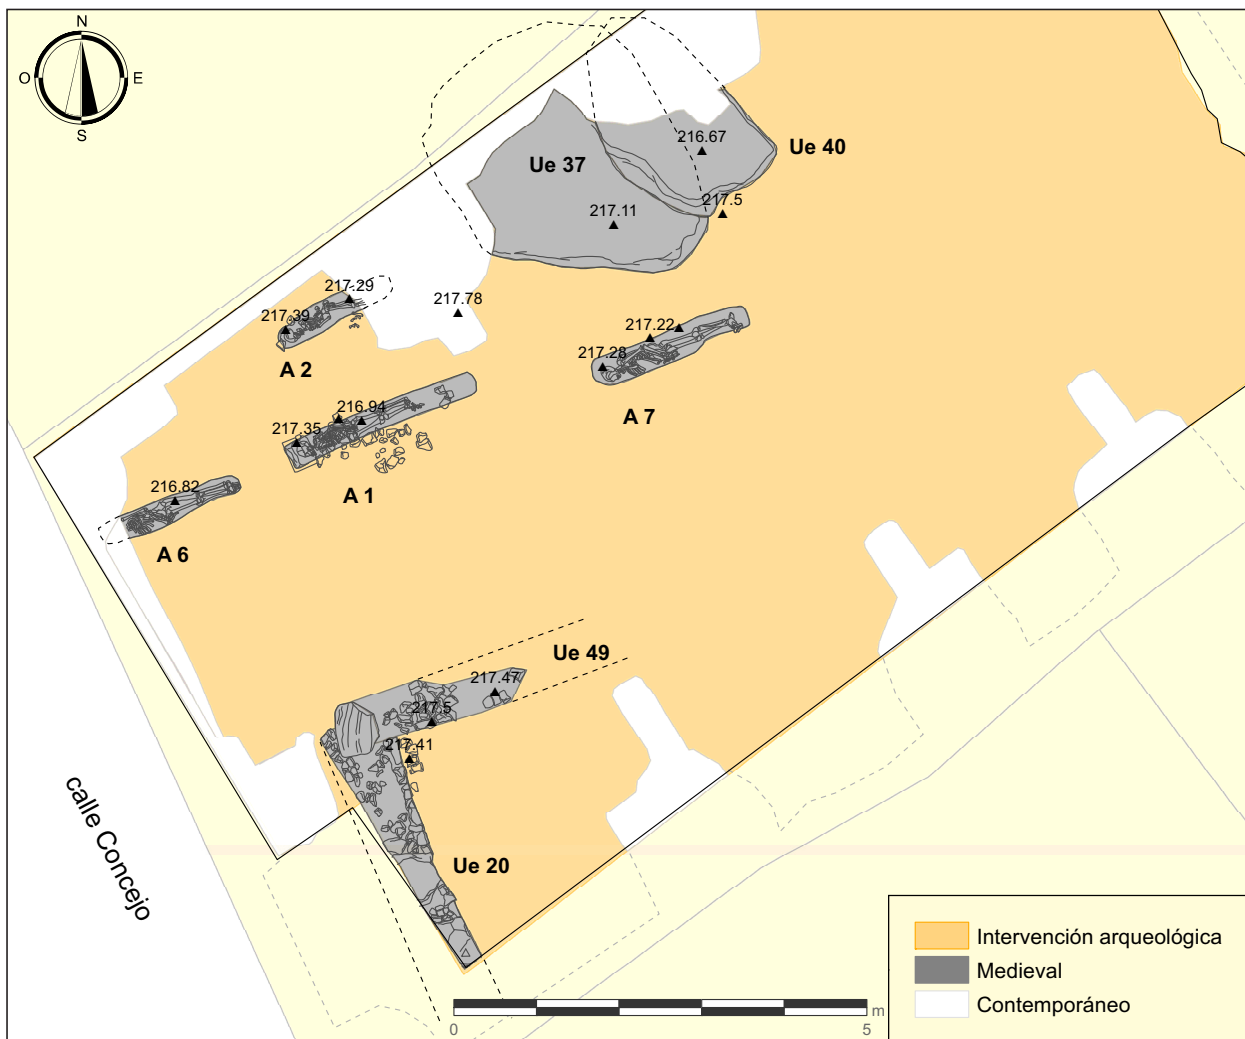 N
O
E
S
216.67
Ue 40
Ue 37
217.5
217.11
217.29
217.78
217.39
217.22
A 2
217.28
216.94
A 7
217.35
A 1
216.82
A 6
Ue 49
217.47
217.5
217.41
calle Concejo
Ue 20
Intervención arqueológica
Medieval
Contemporáneo
m
0
5